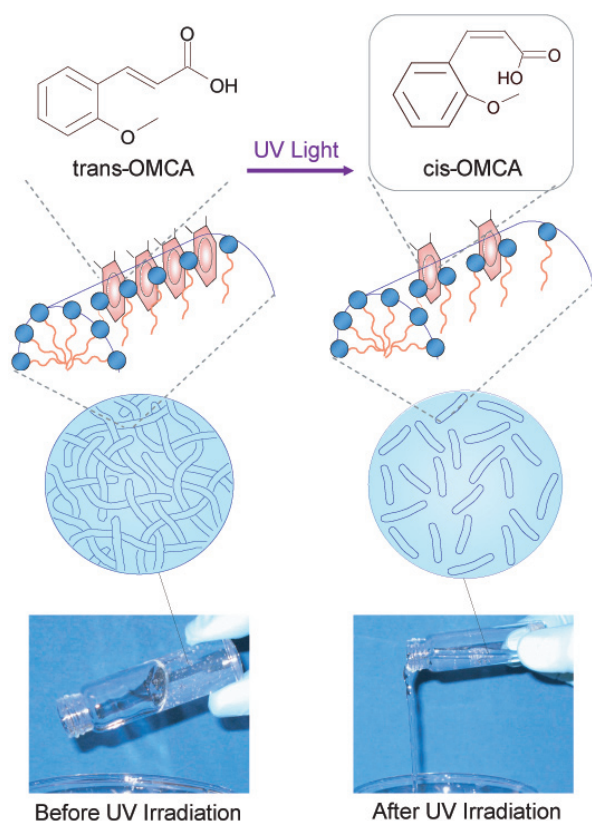 O
OH
O
trans-OMCA
UV Light
O
HO
O
cis-OMCA
Before UV Irradiation
After UV Irradiation